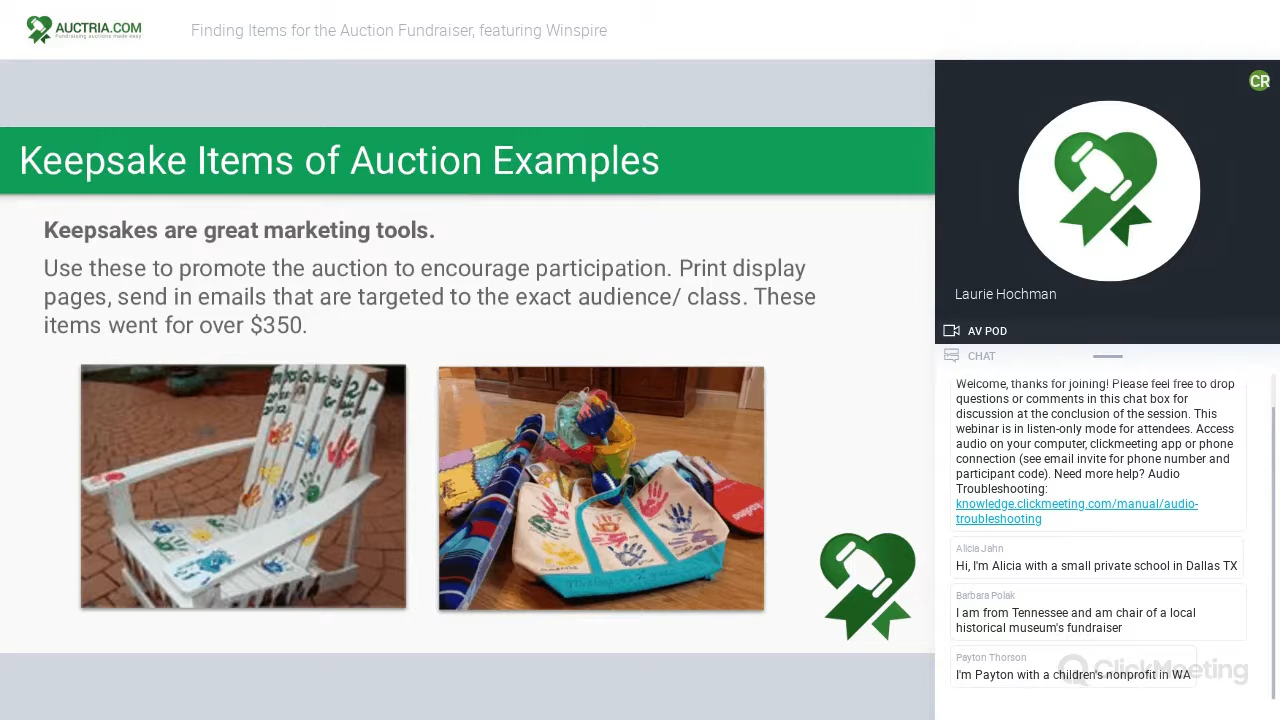 AUCTRIA.COM
Fundraising auctions made easy
Finding Items for the Auction Fundraiser, featuring Winspire
Keepsake Items of Auction Examples
Keepsakes are great marketing tools.
Use these to promote the auction to encourage participation. Print display
pages, send in emails that are targeted to the exact audience/ class. These
items went for over $350.
CR
Laurie Hochman
AV POD
CHAT
Welcome, thanks for joining! Please feel free to drop
questions or comments in this chat box for
discussion at the conclusion of the session. This
webinar is in listen-only mode for attendees. Access
audio on your computer, clickmeeting app or phone
connection (see email invite for phone number and
participant code). Need more help? Audio
Troubleshooting:
knowledge.clickmeeting.com/manual/audio-
troubleshooting
Alicia Jahn
Hi, I'm Alicia with a small private school in Dallas TX
Barbara Polak
I am from Tennessee and am chair of a local
historical museum's fundraiser
Payton Thorson
I'm Payton with a children's nonprofit in WA
ClickMeeting